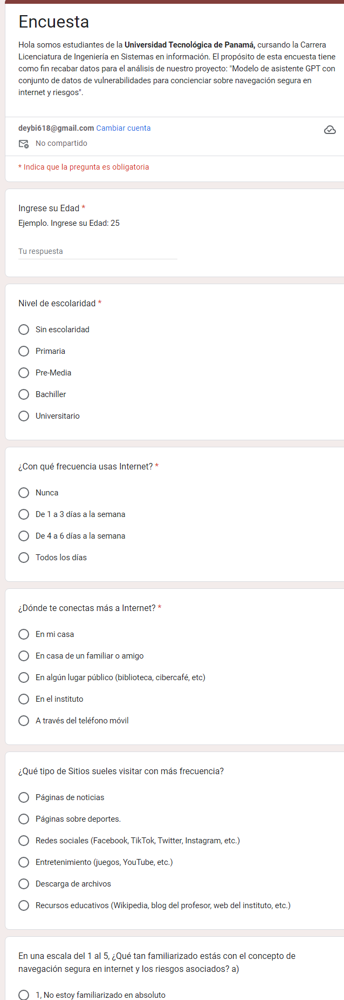 Encuesta
Hola somos estudiantes de la Universidad Tecnológica de Panamá, cursando la Carrera
Licenciatura de Ingeniería en Sistemas en información. El propósito de esta encuesta tiene
como fin recabar datos para el análisis de nuestro proyecto: "Modelo de asistente GPT con
conjunto de datos de vulnerabilidades para concienciar sobre navegación segura en
internet y riesgos".
deybi618@gmail.com Cambiar cuenta
No compartido
* Indica que la pregunta es obligatoria
Ingrese su Edad *
Ejemplo. Ingrese su Edad: 25
Tu respuesta
Nivel de escolaridad *
Sin escolaridad
Primaria
Pre-Media
Bachiller
Universitario
¿Con qué frecuencia usas Internet? *
Nunca
De 1 a 3 días a la semana
De 4 a 6 días a la semana
Todos los días
¿Dónde te conectas más a Internet? *
En mi casa
En casa de un familiar o amigo
En algún lugar público (biblioteca, cibercafé, etc)
En el instituto
A través del teléfono móvil
¿Qué tipo de Sitios sueles visitar con más frecuencia?
Páginas de noticias
Páginas sobre deportes.
Redes sociales (Facebook, TikTok, Twitter, Instagram, etc.)
Entretenimiento (juegos, YouTube, etc.)
Descarga de archivos
Recursos educativos (Wikipedia, blog del profesor, web del instituto, etc.)
En una escala del 1 al 5, ¿Qué tan familiarizado estás con el concepto de
navegación segura en internet y los riesgos asociados? a)
1, No estoy familiarizado en absoluto